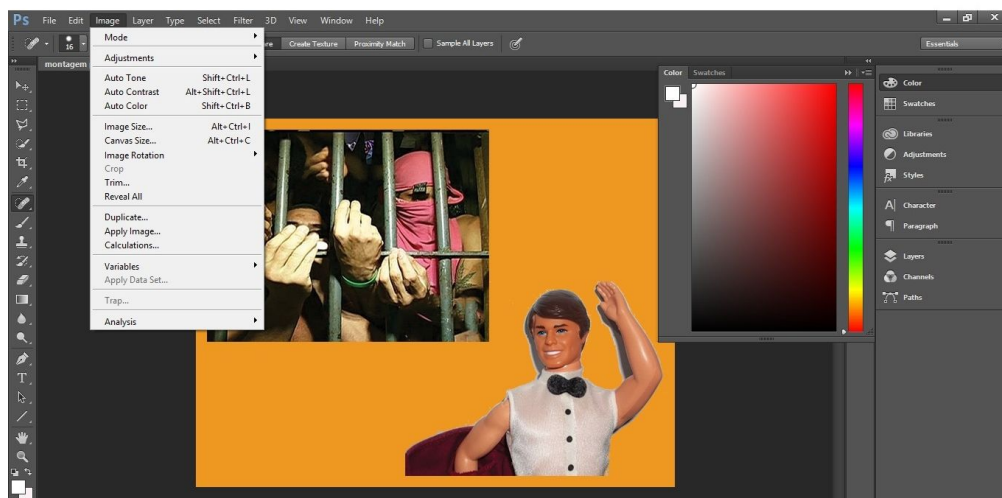 Ps File Edit Image Layer Type Select Filter 3D View Window Help
16 Create Texture Proximity Match Sample All Layers Essentials
montagem
Mode
Adjustments
Auto Tone Shift+Ctrl+L
Auto Contrast Alt+Shift+Ctrl+L
Auto Color Shift+Ctrl+B
Image Size... Alt+Ctrl+I
Canvas Size... Alt+Ctrl+C
Image Rotation
Crop
Trim...
Reveal All
Duplicate...
Apply Image...
Calculations...
Variables
Apply Data Set...
Trap...
Analysis
Color Swatches
Color
Swatches
Libraries
Adjustments
Styles
Character
Paragraph
Layers
Channels
Paths